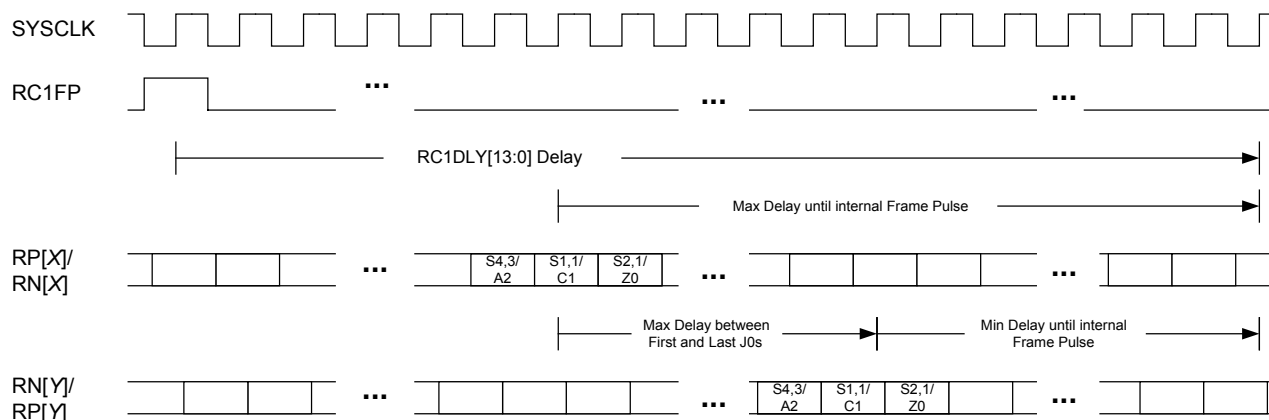 SYSCLK
RC1FP
...
...
...
RC1DLY[13:0] Delay
Max Delay until internal Frame Pulse
RP[X]/
RN[X]
...
S4,3/
A2
S1,1/
C1
S2,1/
Z0
...
...
Max Delay between
First and Last J0s
Min Delay until internal
Frame Pulse
RN[Y]/
RP[Y]
...
...
S4,3/
A2
S1,1/
C1
S2,1/
Z0
...